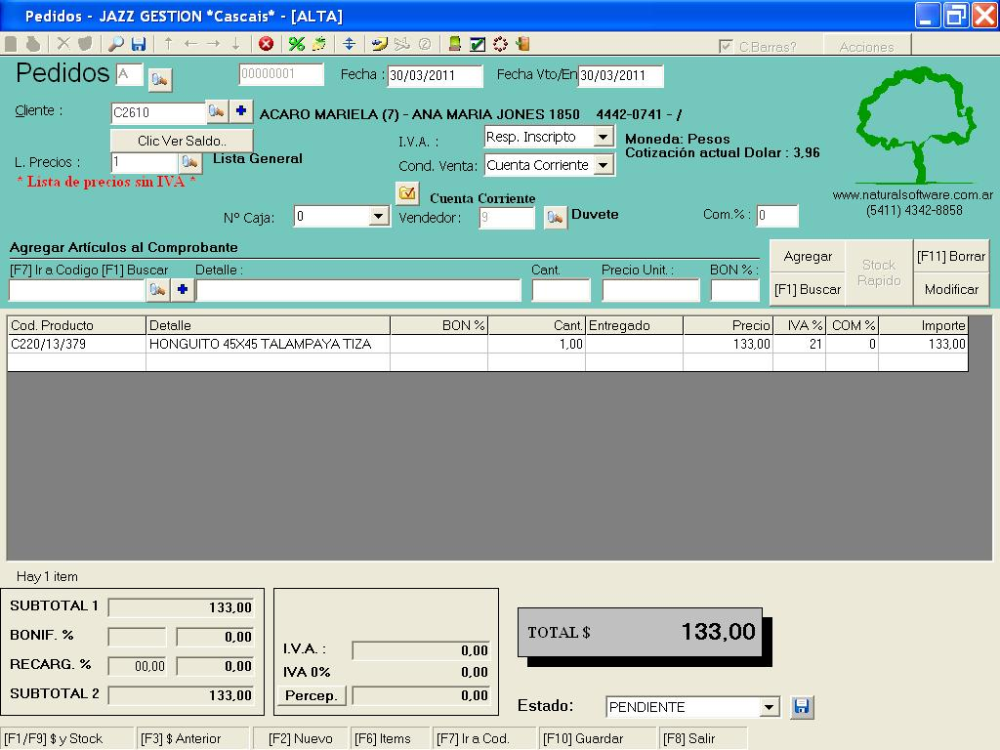 Pedidos - JAZZ GESTION *Cascais* - [ALTA]
C.Barras? Acciones
Pedidos A 00000001 Fecha : 30/03/2011 Fecha Vto/En 30/03/2011
Cliente : C2610 ACARO MARIELA (7) - ANA MARIA JONES 1850 4442-0741 - /
Clic Ver Saldo.. I.V.A. : Resp. Inscripto Moneda: Pesos
L. Precios : 1 Lista General Cond. Venta: Cuenta Corriente Cotización actual Dolar : 3,96
* Lista de precios sin IVA *
Cuenta Corriente
www.naturalsoftware.com.ar
(5411) 4342-8858
Nº Caja: 0 Vendedor: 9 Duvete Com.% : 0
Agregar Artículos al Comprobante
[F7] Ir a Codigo [F1] Buscar Detalle : Cant. Precio Unit. : BON % :
Agregar Stock Rapido [F11] Borrar
[F1] Buscar Modificar
Cod. Producto Detalle BON % Cant. Entregado Precio IVA % COM % Importe
C220/13/379 HONGUITO 45X45 TALAMPAYA TIZA 1,00 133,00 21 0 133,00
Hay 1 item
SUBTOTAL 1 133,00
BONIF. % 0,00
RECARG. % 00,00 0,00
SUBTOTAL 2 133,00
I.V.A. : 0,00
IVA 0% 0,00
Percep. 0,00
TOTAL $ 133,00
Estado: PENDIENTE
[F1/F9] $ y Stock [F3] $ Anterior [F2] Nuevo [F6] Items [F7] Ir a Cod. [F10] Guardar [F8] Salir